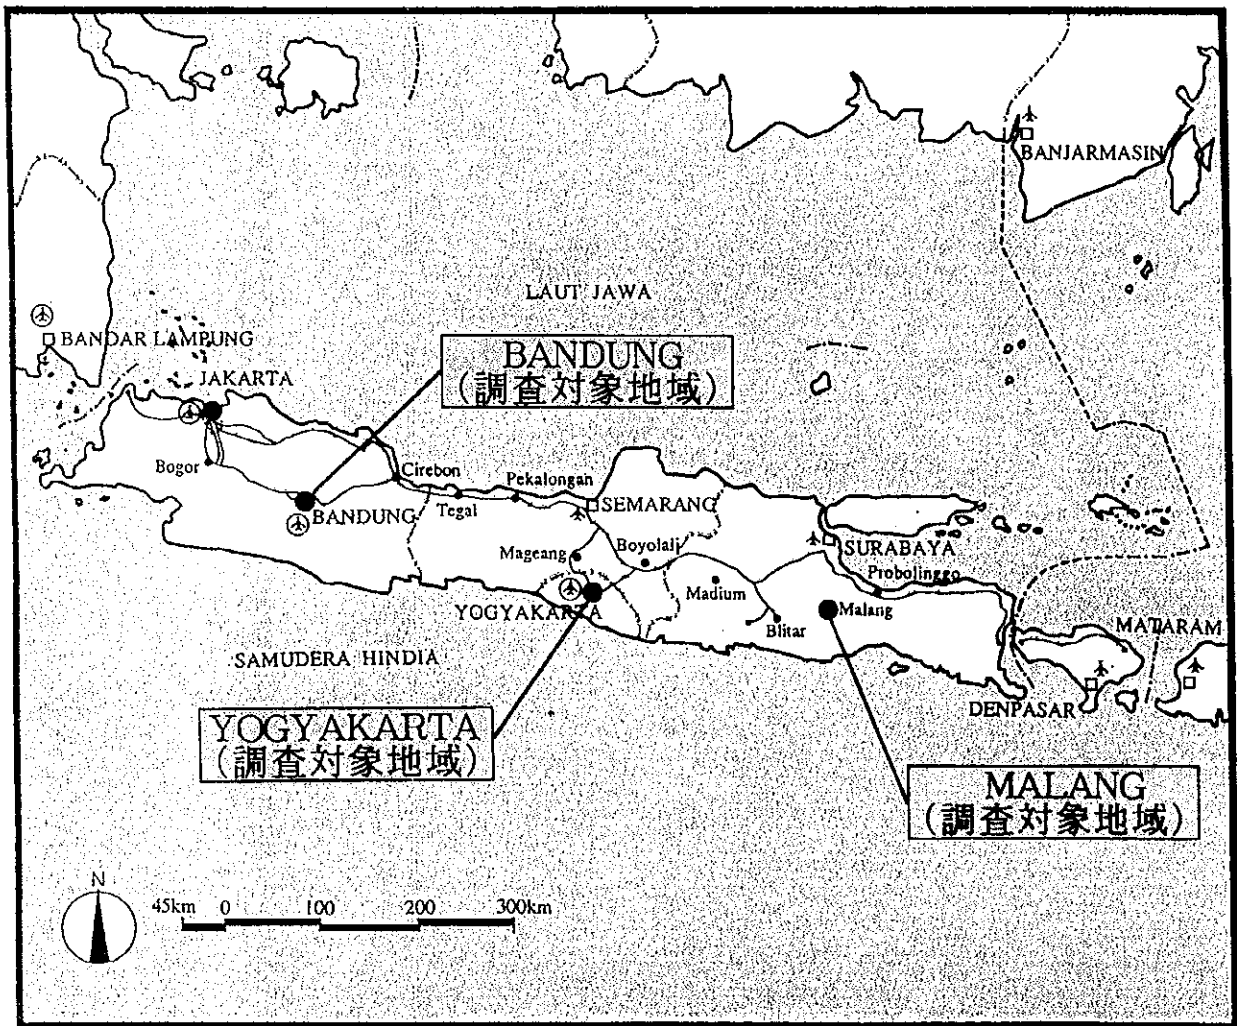 BANJARMASIN
LAUT JAWA
BANDAR LAMPUNG
BANDUNG
(調査対象地域)
JAKARTA
Bogor
Cirebon
Pekalongan
Tegal
SEMARANG
BANDUNG
Mageang
Boyolali
SURABAYA
Probolinggo
Madium
YOGYAKARTA
Malang
Blitar
MATARAM
SAMUDERA HINDIA
DENPASAR
YOGYAKARTA
(調査対象地域)
MALANG
(調査対象地域)
N
45km 0 100 200 300km